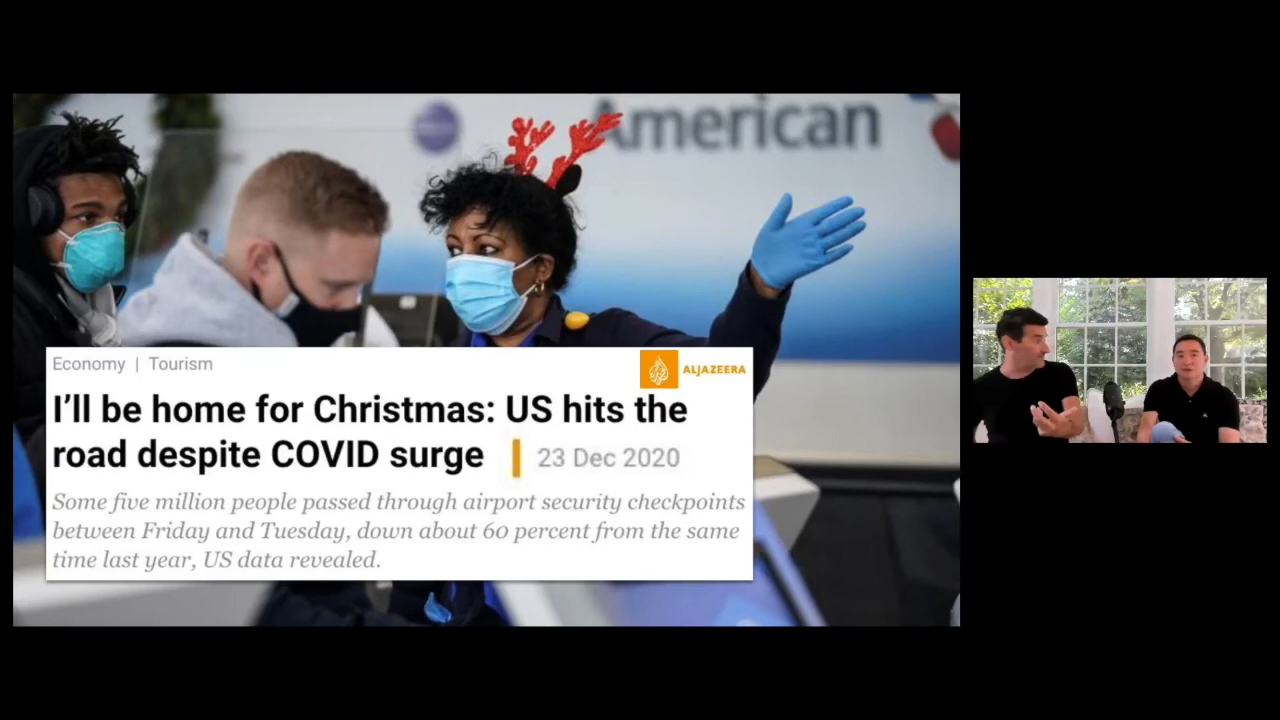 American
Economy | Tourism
ALJAZEERA
I’ll be home for Christmas: US hits the
road despite COVID surge | 23 Dec 2020
Some five million people passed through airport security checkpoints
between Friday and Tuesday, down about 60 percent from the same
time last year, US data revealed.